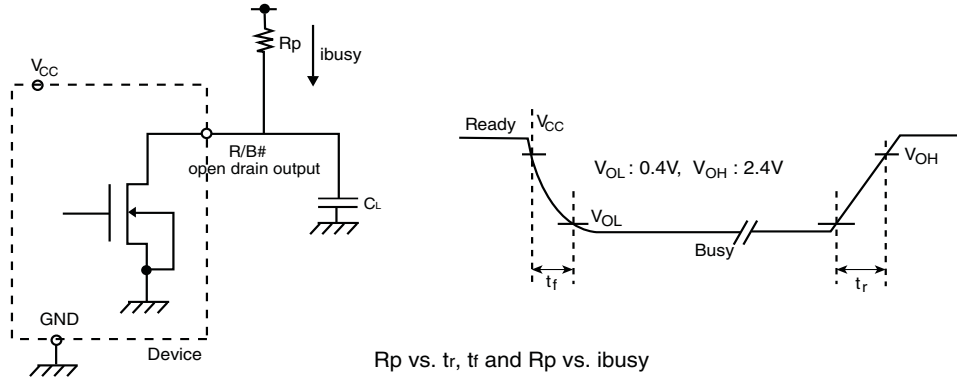 Rp
ibusy
VCC
R/B#
open drain output
CL
GND
Device
Ready
VCC
VOL : 0.4V, VOH : 2.4V
VOH
VOL
Busy
tf
tr
Rp vs. tr, tf and Rp vs. ibusy